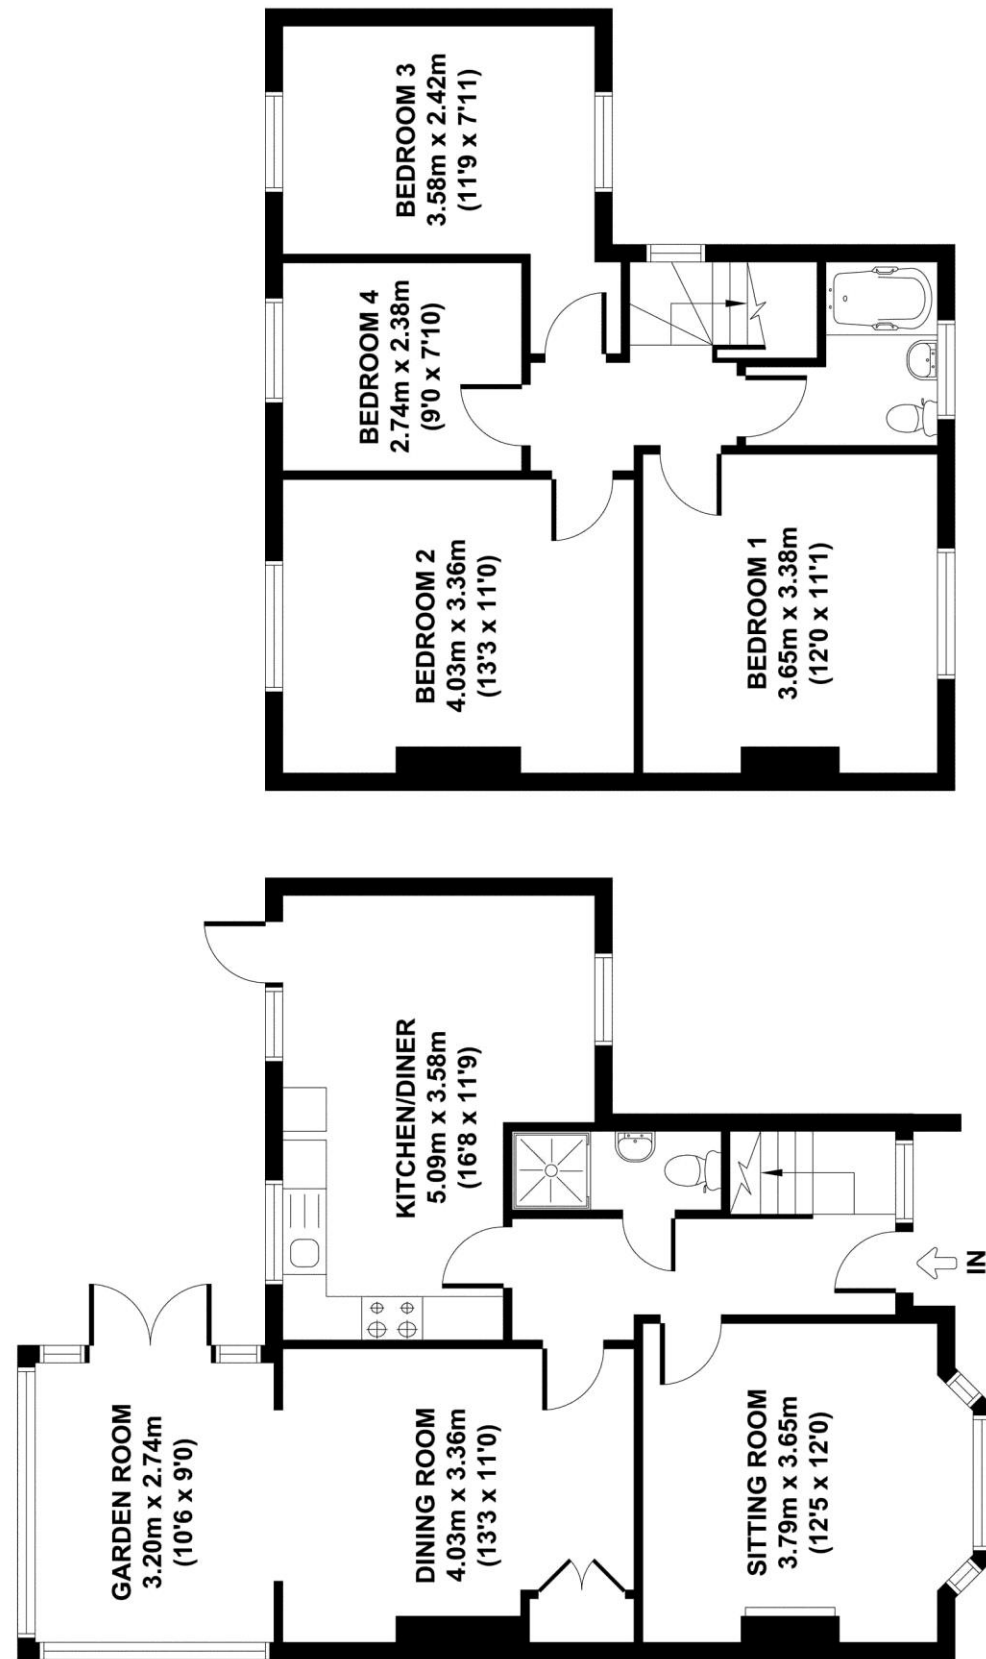 GARDEN ROOM
3.20m x 2.74m
(10'6 x 9'0)
DINING ROOM
4.03m x 3.36m
(13'3 x 11'0)
SITTING ROOM
3.79m x 3.65m
(12'5 x 12'0)
KITCHEN/DINER
5.09m x 3.58m
(16'8 x 11'9)
IN
BEDROOM 2
4.03m x 3.36m
(13'3 x 11'0)
BEDROOM 1
3.65m x 3.38m
(12'0 x 11'1)
BEDROOM 4
2.74m x 2.38m
(9'0 x 7'10)
BEDROOM 3
3.58m x 2.42m
(11'9 x 7'11)